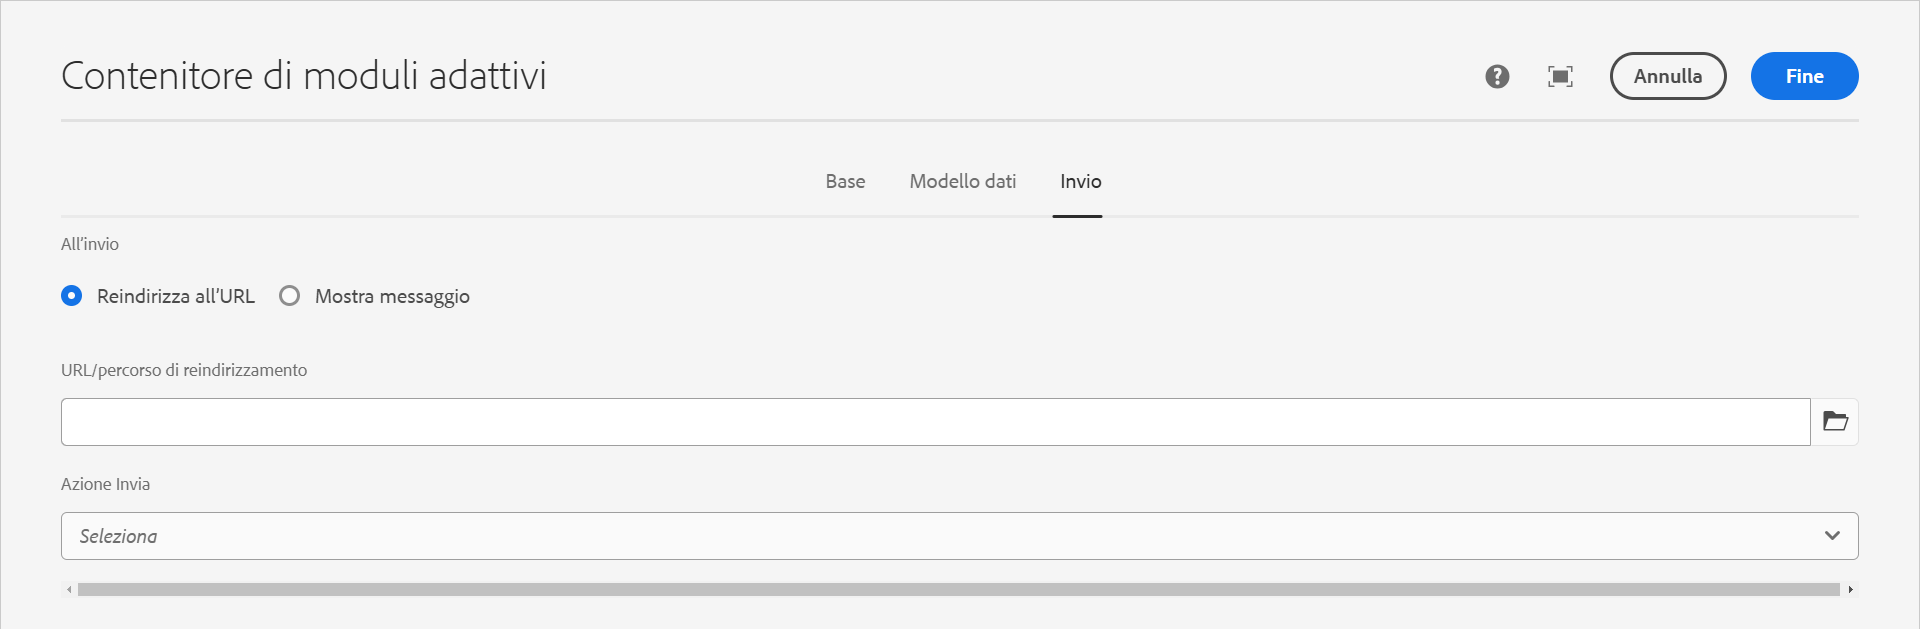 Contenitore di moduli adattivi
Annulla
Fine
Base
Modello dati
Invio
All'invio
Reindirizza all'URL
Mostra messaggio
URL/percorso di reindirizzamento
Azione Invia
Seleziona